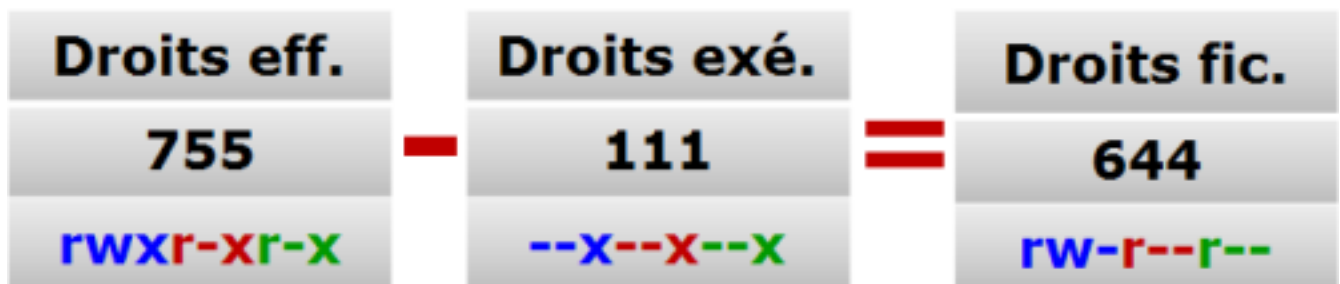 Droits eff. Droits exé. Droits fic.
755 - 111 = 644
rwxr-xr-x --x--x--x rw-r--r--